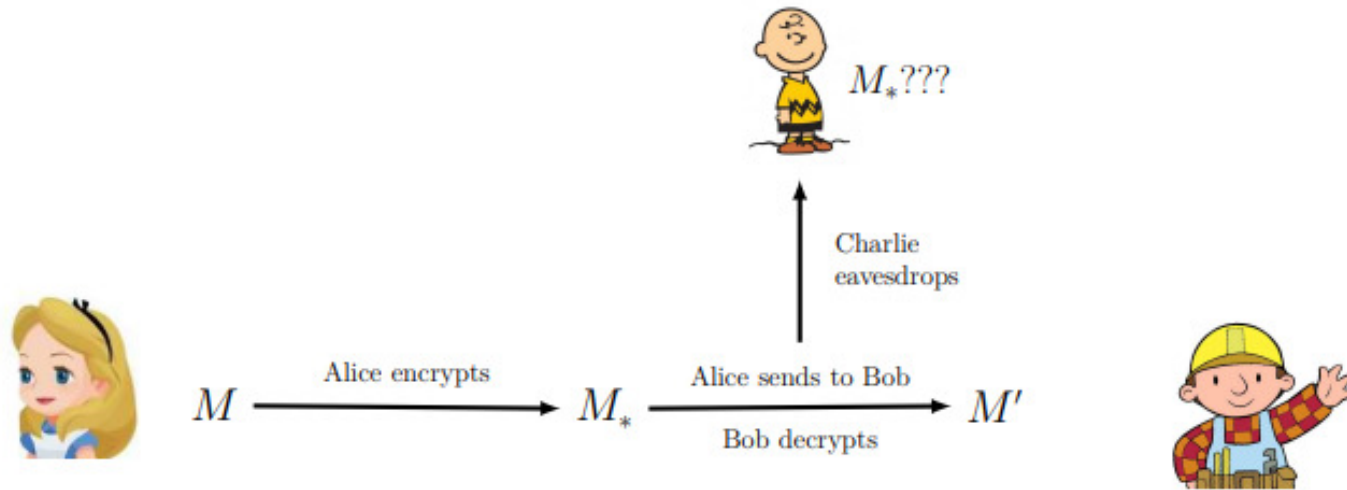 M_*???
Charlie
eavesdrops
Alice encrypts
Alice sends to Bob
M
M_*
M'
Bob decrypts